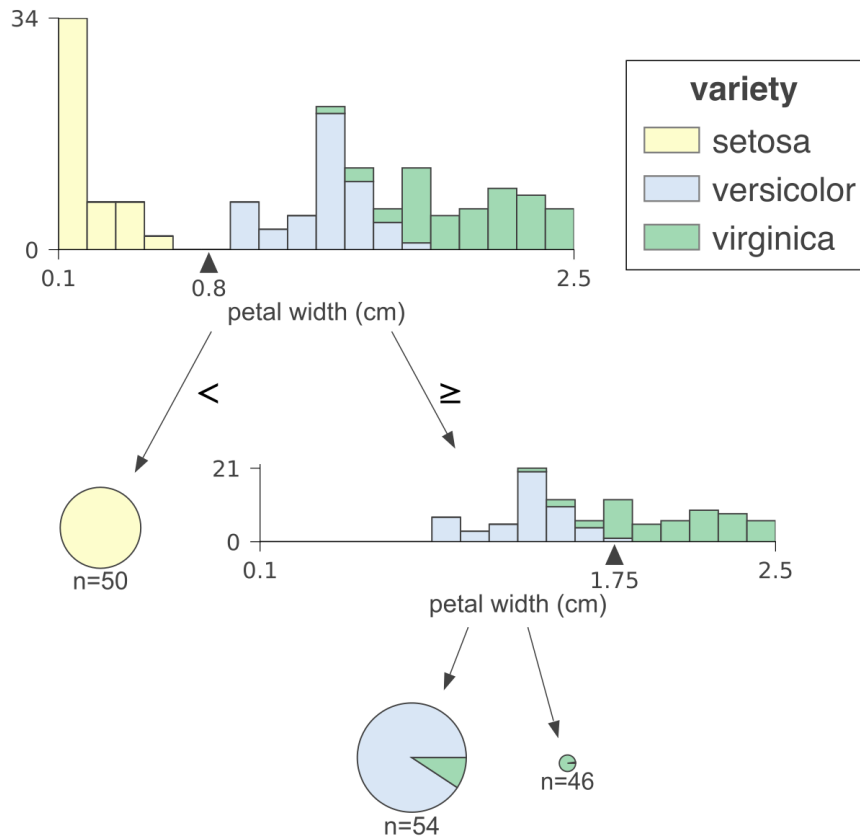 34
0
0.1
0.8
2.5
petal width (cm)
variety
setosa
versicolor
virginica
<
≥
21
0
0.1
1.75
2.5
petal width (cm)
n=50
n=54
n=46